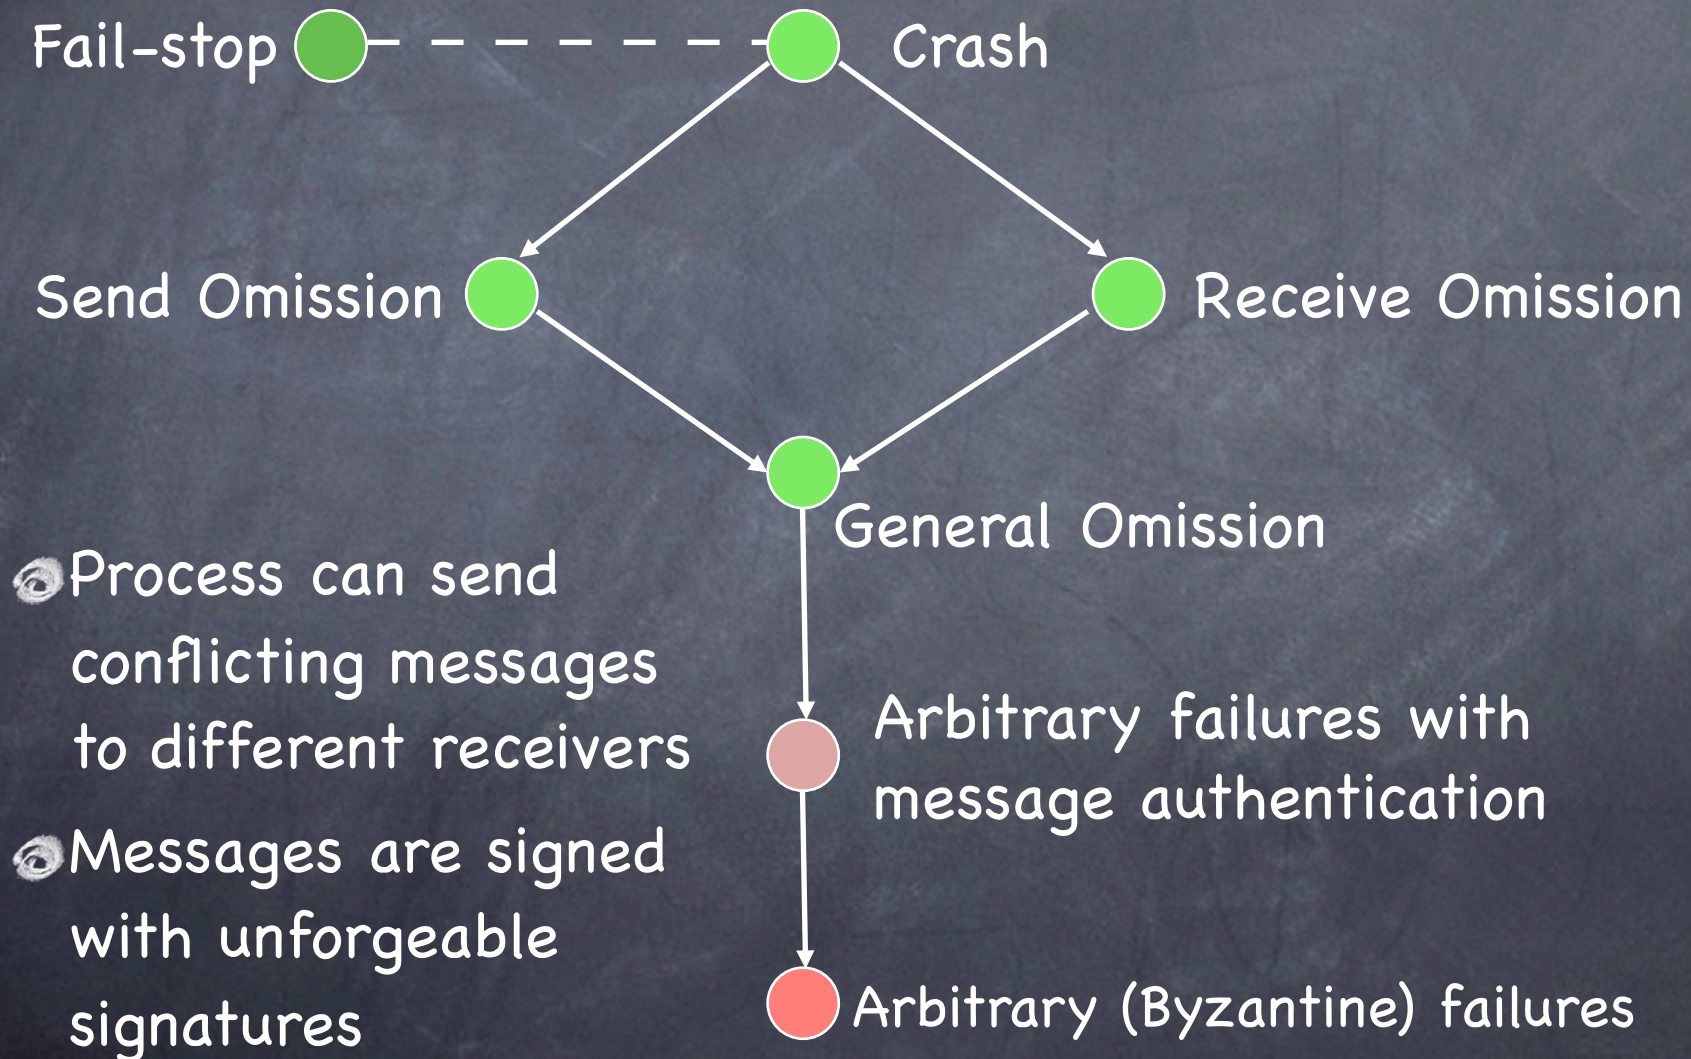 Fail-stop
Crash
Send Omission
Receive Omission
General Omission
Process can send
conflicting messages
to different receivers
Arbitrary failures with
message authentication
Messages are signed
with unforgeable
signatures
Arbitrary (Byzantine) failures